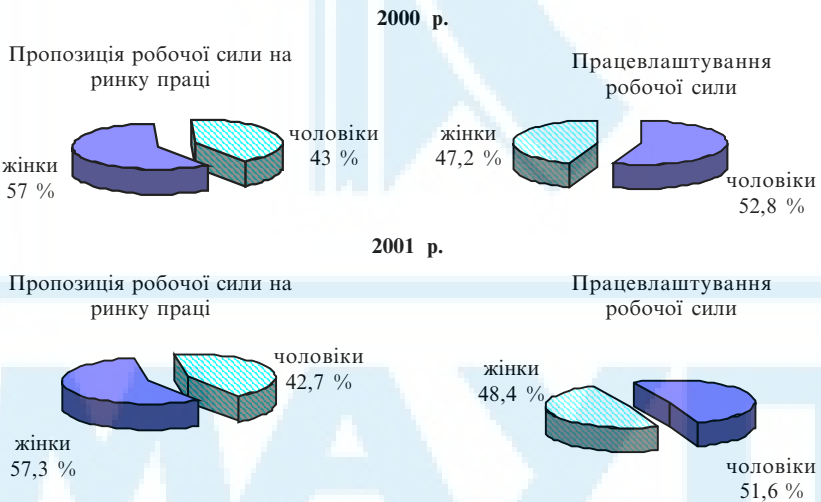 2000 р.
Пропозиція робочої сили на
ринку праці
жінки
57 %
чоловіки
43 %
Працевлаштування
робочої сили
жінки
47,2 %
чоловіки
52,8 %
2001 р.
Пропозиція робочої сили на
ринку праці
чоловіки
42,7 %
жінки
57,3 %
Працевлаштування
робочої сили
жінки
48,4 %
чоловіки
51,6 %